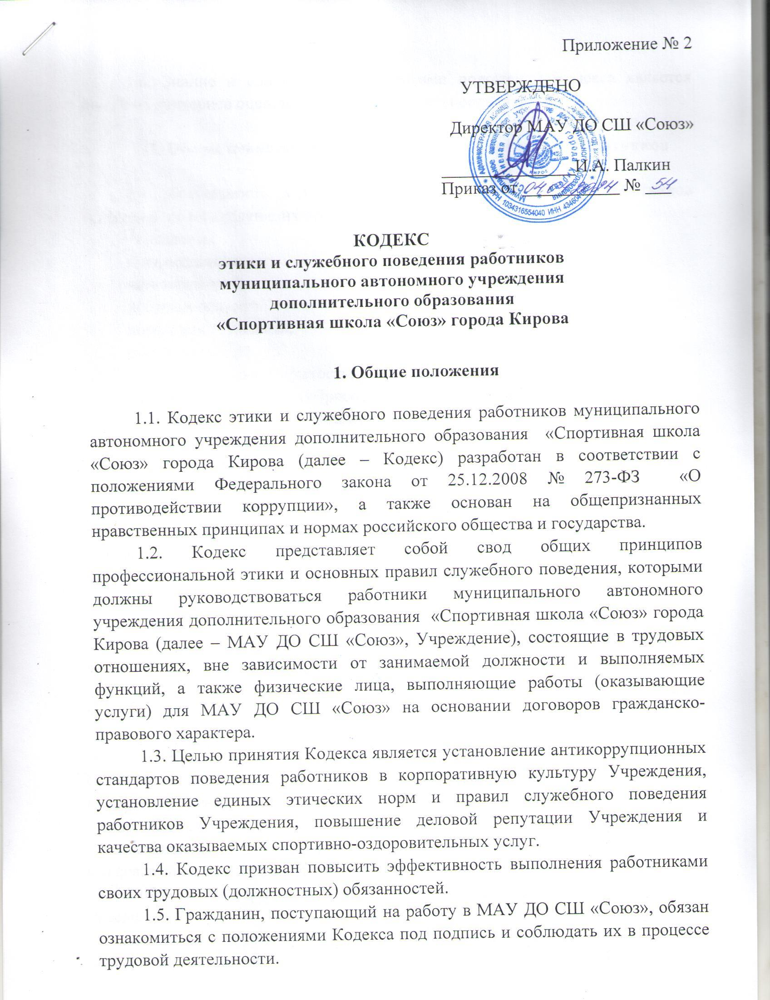 Приложение № 2
УТВЕРЖДЕНО
Директор МАУ ДО СШ «Союз»
И.А. Палкин
Приказ от 04. 2024 № 54
ОГРН 1034316554040 ИНН
КИРОВ
КОДЕКС
этики и служебного поведения работников
муниципального автономного учреждения
дополнительного образования
«Спортивная школа «Союз» города Кирова
1. Общие положения
1.1. Кодекс этики и служебного поведения работников муниципального
автономного учреждения дополнительного образования «Спортивная школа
«Союз» города Кирова (далее – Кодекс) разработан в соответствии с
положениями Федерального закона от 25.12.2008 № 273-ФЗ «О
противодействии коррупции», а также основан на общепризнанных
нравственных принципах и нормах российского общества и государства.
1.2. Кодекс представляет собой свод общих принципов
профессиональной этики и основных правил служебного поведения, которыми
должны руководствоваться работники муниципального автономного
учреждения дополнительного образования «Спортивная школа «Союз» города
Кирова (далее – МАУ ДО СШ «Союз», Учреждение), состоящие в трудовых
отношениях, вне зависимости от занимаемой должности и выполняемых
функций, а также физические лица, выполняющие работы (оказывающие
услуги) для МАУ ДО СШ «Союз» на основании договоров гражданско-
правового характера.
1.3. Целью принятия Кодекса является установление антикоррупционных
стандартов поведения работников в корпоративную культуру Учреждения,
установление единых этических норм и правил служебного поведения
работников Учреждения, повышение деловой репутации Учреждения и
качества оказываемых спортивно-оздоровительных услуг.
1.4. Кодекс призван повысить эффективность выполнения работниками
своих трудовых (должностных) обязанностей.
1.5. Гражданин, поступающий на работу в МАУ ДО СШ «Союз», обязан
ознакомиться с положениями Кодекса под подпись и соблюдать их в процессе
трудовой деятельности.